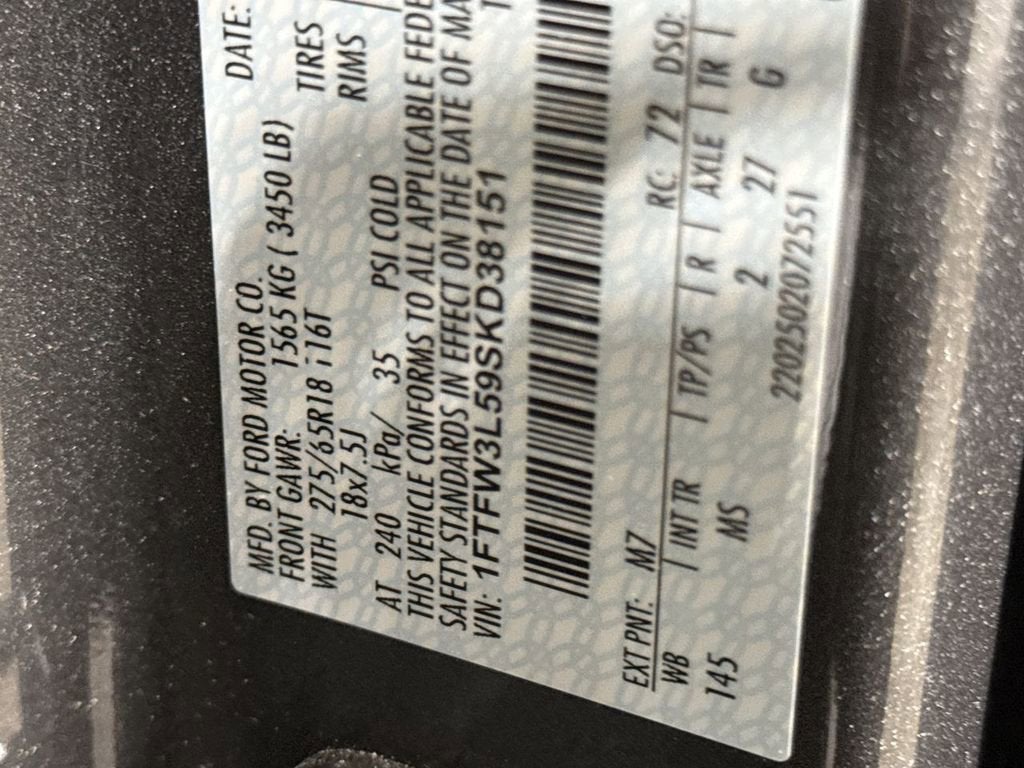 MFD. BY FORD MOTOR CO. DATE:
FRONT GAWR: 1565 KG ( 3450 LB)
WITH 275/65R18 i 16T TIRES
18x7.5J RIMS
AT 240 kPa/ 35 PSI COLD
THIS VEHICLE CONFORMS TO ALL APPLICABLE FEDE
SAFETY STANDARDS IN EFFECT ON THE DATE OF MA
VIN: 1FTFW3L59SKD38151 T
EXT PNT: M7 RC: 72 DSO:
WB | INT TR | TP/PS | R | AXLE | TR |
145 MS 2 27 G
2202502072551